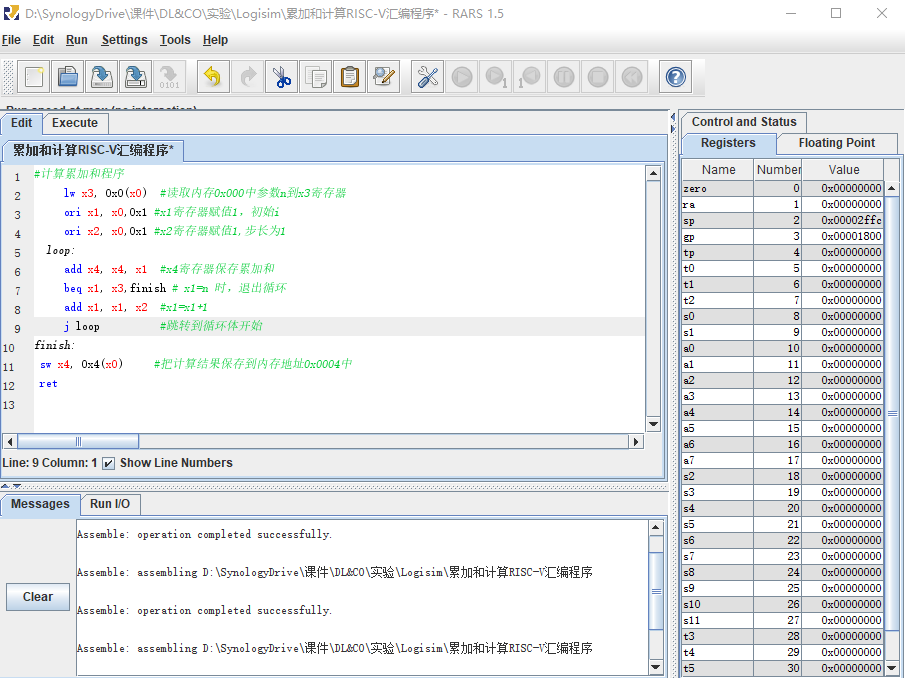 D:\SynologyDrive\课件\DL&CO\实验\Logisim\累加和计算RISC-V汇编程序* - RARS 1.5
File Edit Run Settings Tools Help
Run speed at max (no interaction)
Edit Execute
累加和计算RISC-V汇编程序*
1 #计算累加和程序
2 lw x3, 0x0(x0) #读取内存0x000中参数n到x3寄存器
3 ori x1, x0,0x1 #x1寄存器赋值1，初始i
4 ori x2, x0,0x1 #x2寄存器赋值1,步长为1
5 loop:
6 add x4, x4, x1 #x4寄存器保存累加和
7 beq x1, x3,finish # x1=n 时，退出循环
8 add x1, x1, x2 #x1=x1+1
9 j loop #跳转到循环体开始
10 finish:
11 sw x4, 0x4(x0) #把计算结果保存到内存地址0x0004中
12 ret
13
Line: 9 Column: 1 Show Line Numbers
Messages Run I/O
Clear
Assemble: operation completed successfully.
Assemble: assembling D:\SynologyDrive\课件\DL&CO\实验\Logisim\累加和计算RISC-V汇编程序
Assemble: operation completed successfully.
Assemble: assembling D:\SynologyDrive\课件\DL&CO\实验\Logisim\累加和计算RISC-V汇编程序
Control and Status
Registers Floating Point
Name Number Value
zero 0 0x00000000
ra 1 0x00000000
sp 2 0x00002ffc
gp 3 0x00001800
tp 4 0x00000000
t0 5 0x00000000
t1 6 0x00000000
t2 7 0x00000000
s0 8 0x00000000
s1 9 0x00000000
a0 10 0x00000000
a1 11 0x00000000
a2 12 0x00000000
a3 13 0x00000000
a4 14 0x00000000
a5 15 0x00000000
a6 16 0x00000000
a7 17 0x00000000
s2 18 0x00000000
s3 19 0x00000000
s4 20 0x00000000
s5 21 0x00000000
s6 22 0x00000000
s7 23 0x00000000
s8 24 0x00000000
s9 25 0x00000000
s10 26 0x00000000
s11 27 0x00000000
t3 28 0x00000000
t4 29 0x00000000
t5 30 0x00000000